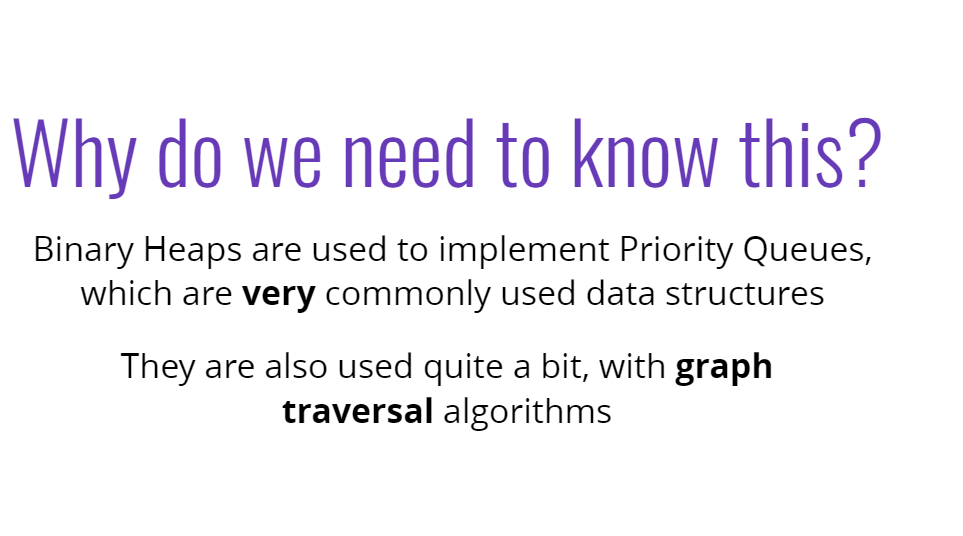 Why do we need to know this?
Binary Heaps are used to implement Priority Queues,
which are very commonly used data structures
They are also used quite a bit, with graph
traversal algorithms